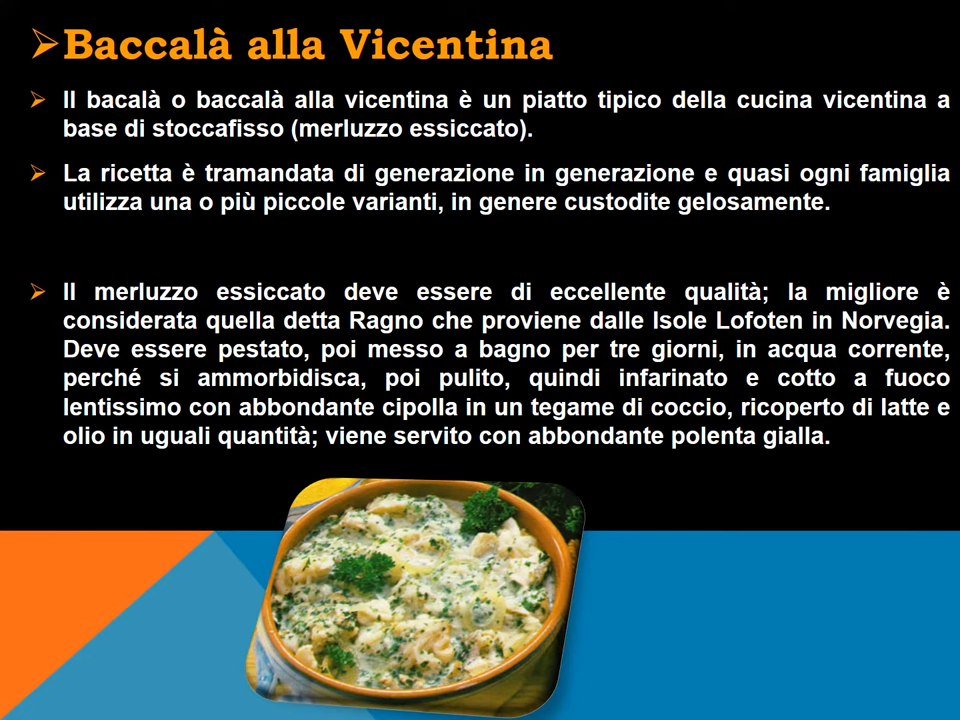 Baccalà alla Vicentina
Il bacalà o baccalà alla vicentina è un piatto tipico della cucina vicentina a
base di stoccafisso (merluzzo essiccato).
La ricetta è tramandata di generazione in generazione e quasi ogni famiglia
utilizza una o più piccole varianti, in genere custodite gelosamente.
Il merluzzo essiccato deve essere di eccellente qualità; la migliore è
considerata quella detta Ragno che proviene dalle Isole Lofoten in Norvegia.
Deve essere pestato, poi messo a bagno per tre giorni, in acqua corrente,
perché si ammorbidisca, poi pulito, quindi infarinato e cotto a fuoco
lentissimo con abbondante cipolla in un tegame di coccio, ricoperto di latte e
olio in uguali quantità; viene servito con abbondante polenta gialla.